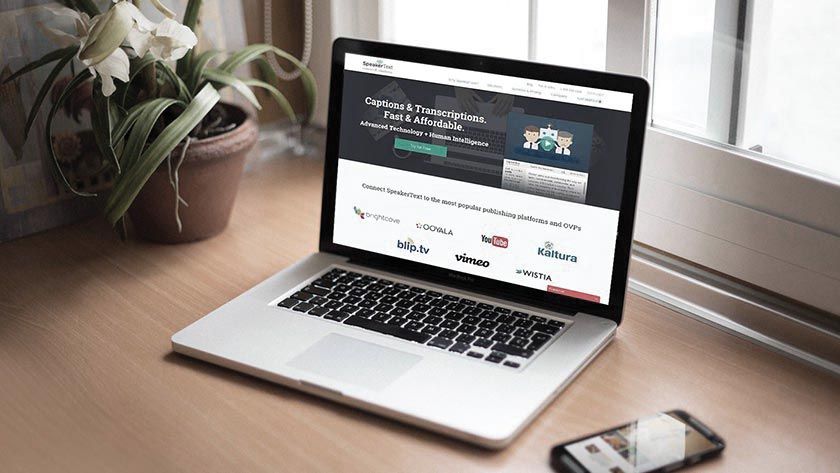 SpeakerText
Captions & Transcriptions.
Fast & Affordable.
Advanced Technology + Human Intelligence
Try for Free
Connect SpeakerText to the most popular publishing platforms and OVPs
brightcove
OOYALA
YouTube
Kaltura
blip.tv
vimeo
WISTIA
MacBook Pro